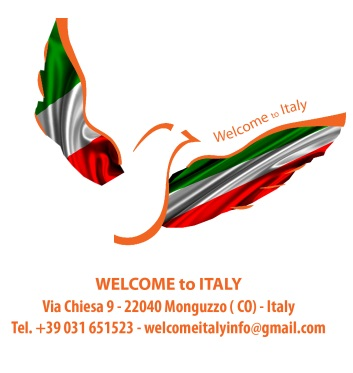 Welcome to Italy
WELCOME to ITALY
Via Chiesa 9 - 22040 Monguzzo ( CO) - Italy
Tel. +39 031 651523 - welcomeitalyinfo@gmail.com